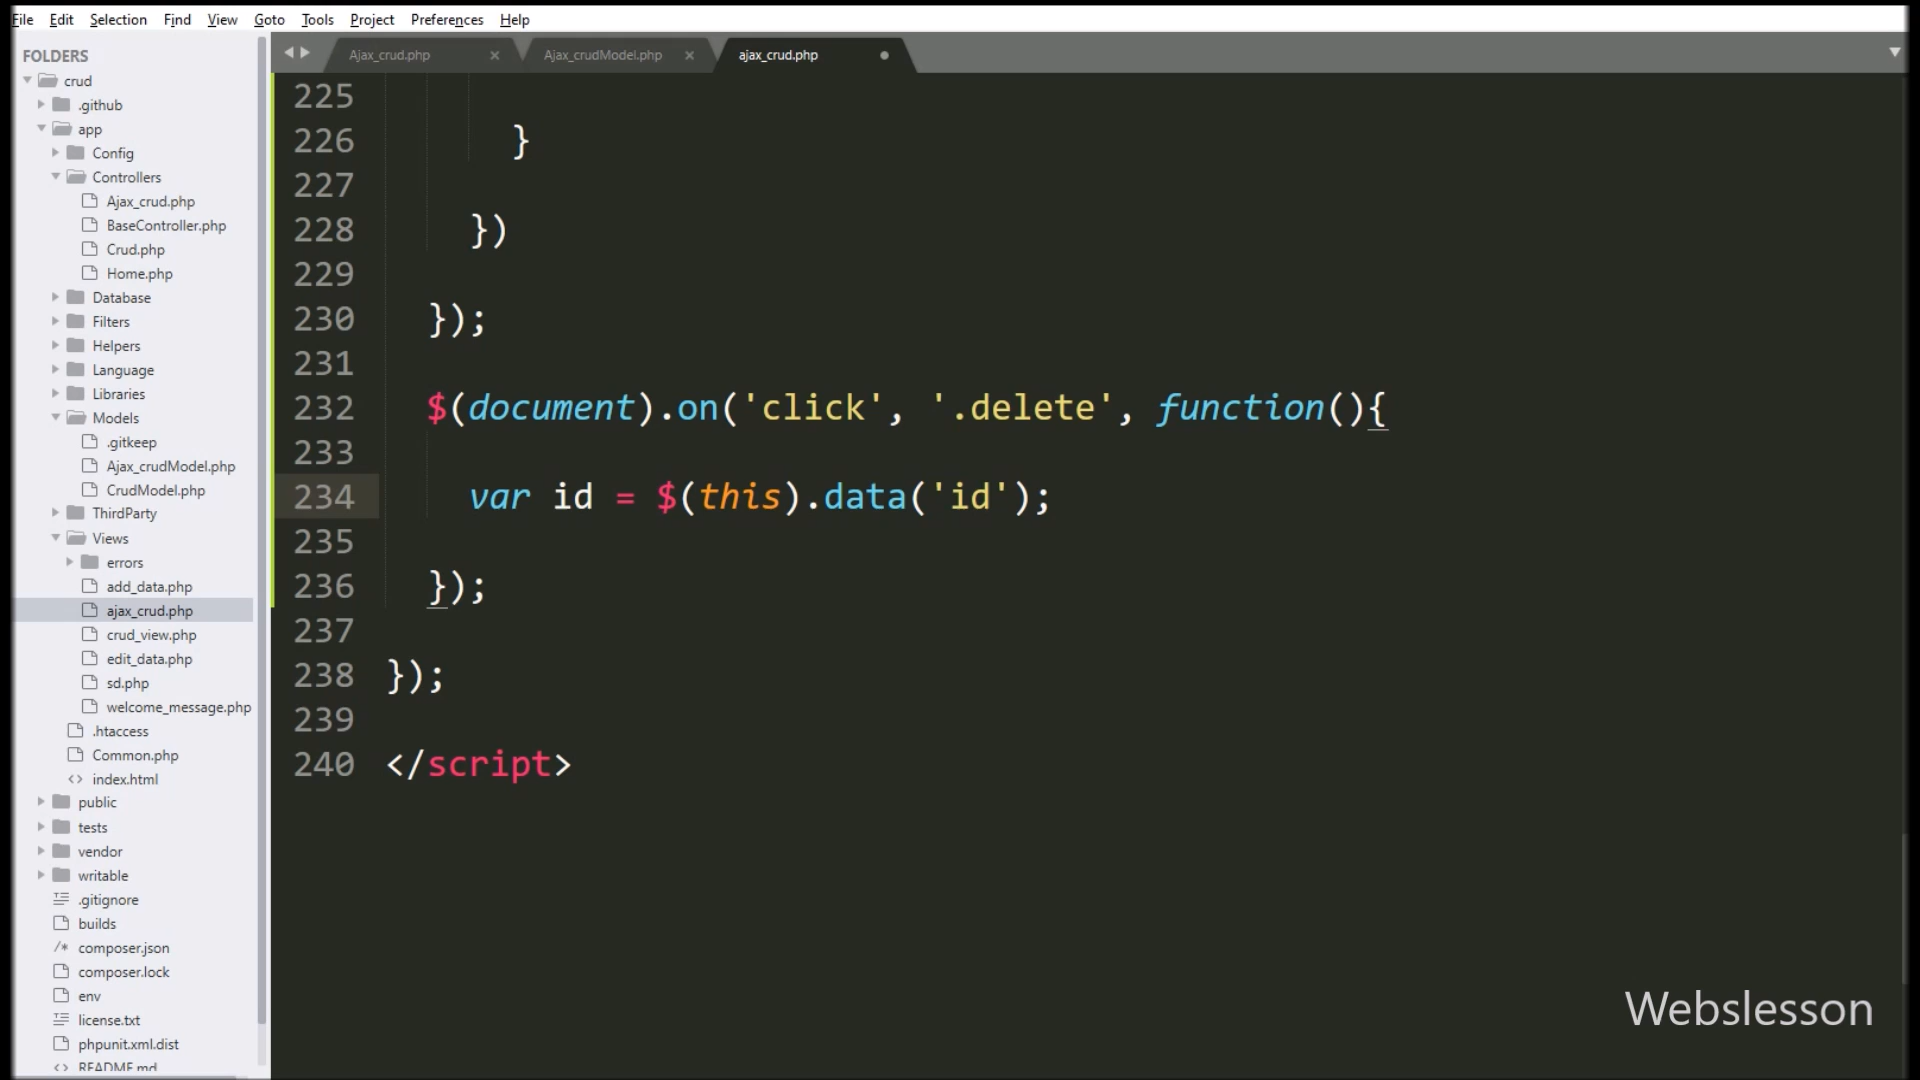 File Edit Selection Find View Goto Tools Project Preferences Help
FOLDERS
crud
.github
app
Config
Controllers
Ajax_crud.php
BaseController.php
Crud.php
Home.php
Database
Filters
Helpers
Language
Libraries
Models
.gitkeep
Ajax_crudModel.php
CrudModel.php
ThirdParty
Views
errors
add_data.php
ajax_crud.php
crud_view.php
edit_data.php
sd.php
welcome_message.php
.htaccess
Common.php
<> index.html
public
tests
vendor
writable
.gitignore
builds
/* composer.json
composer.lock
env
license.txt
phpunit.xml.dist
<> README.md
Ajax_crud.php × Ajax_crudModel.php × ajax_crud.php
225
226 }
227
228 })
229
230 });
231
232 $(document).on('click', '.delete', function(){
233
234 var id = $(this).data('id');
235
236 });
237
238 });
239
240 </script>
Webslesson